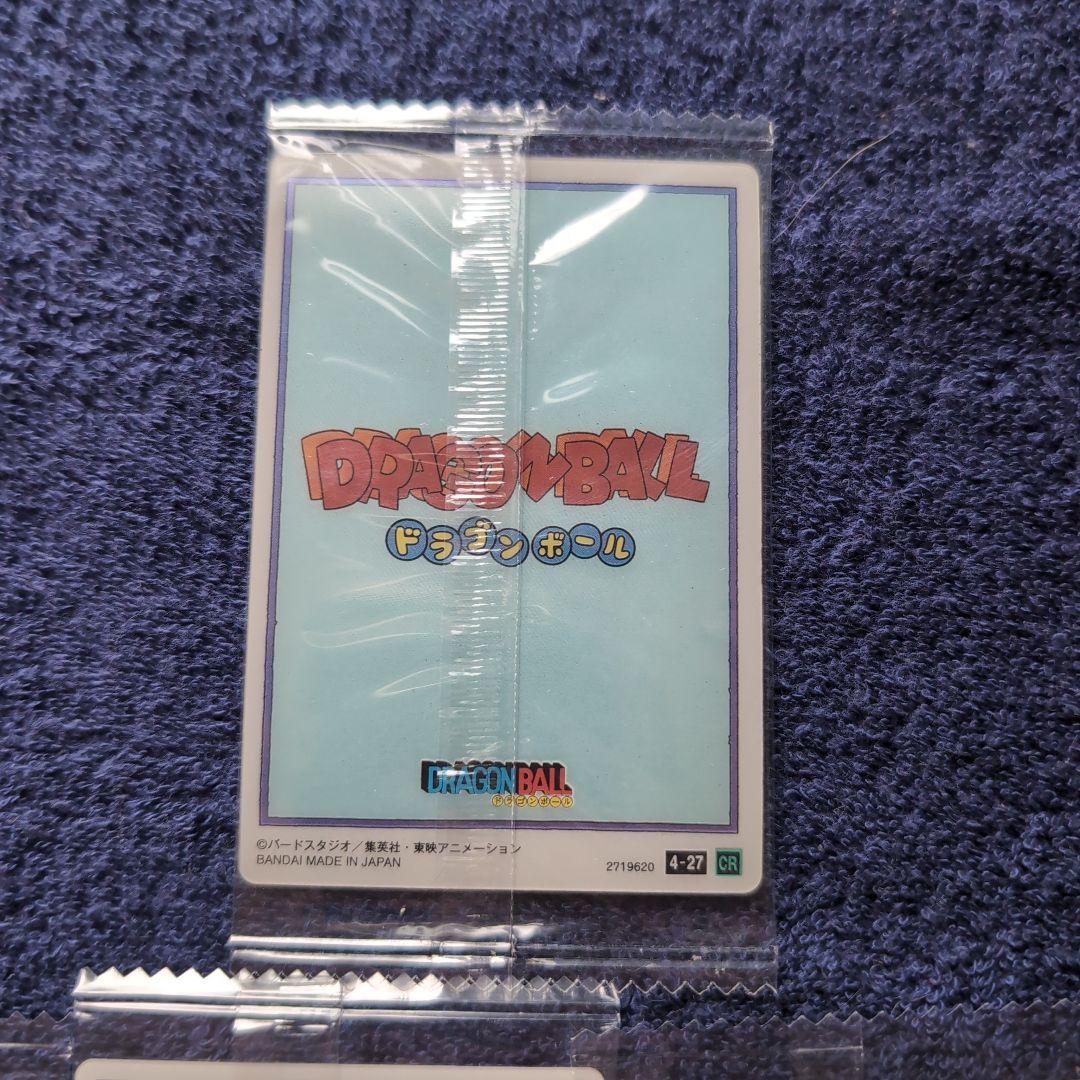 DRAGONBALL
ドラゴンボール
DRAGON BALL
ドラゴンボール
©バードスタジオ／集英社・東映アニメーション
BANDAI MADE IN JAPAN
2719620 4-27 CR